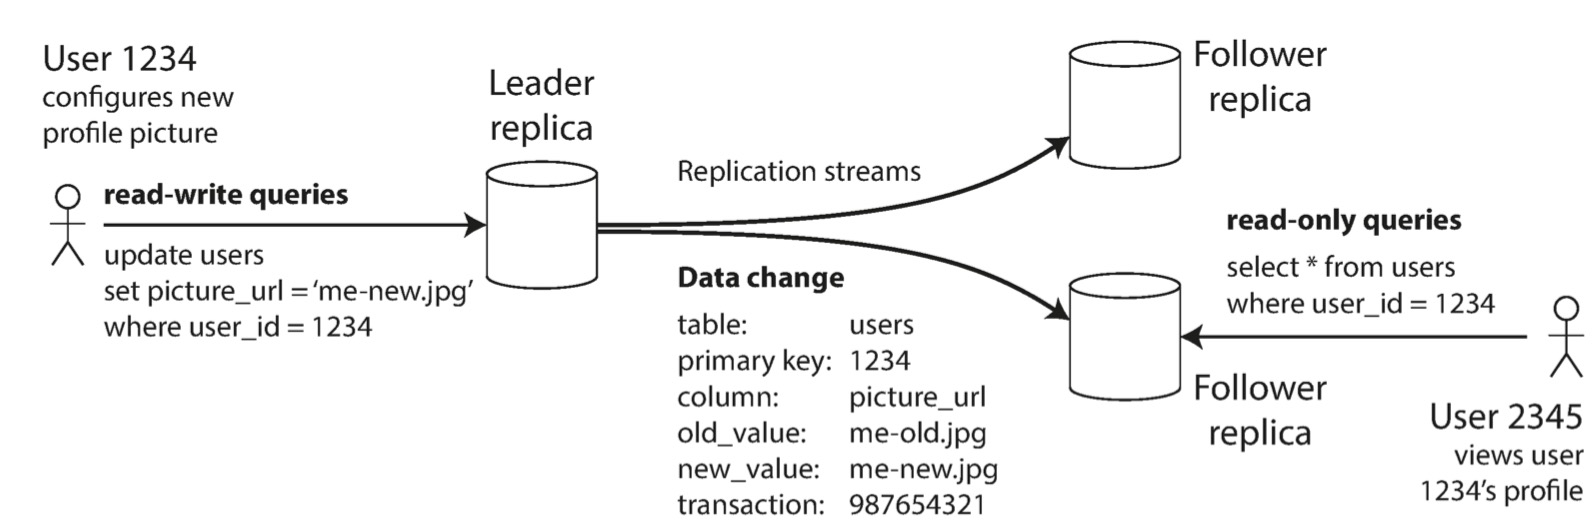 User 1234
configures new
profile picture
read-write queries
update users
set picture_url = ‘me-new.jpg’
where user_id = 1234
Leader
replica
Replication streams
Data change
table: users
primary key: 1234
column: picture_url
old_value: me-old.jpg
new_value: me-new.jpg
transaction: 987654321
Follower
replica
read-only queries
select * from users
where user_id = 1234
Follower
replica
User 2345
views user
1234’s profile